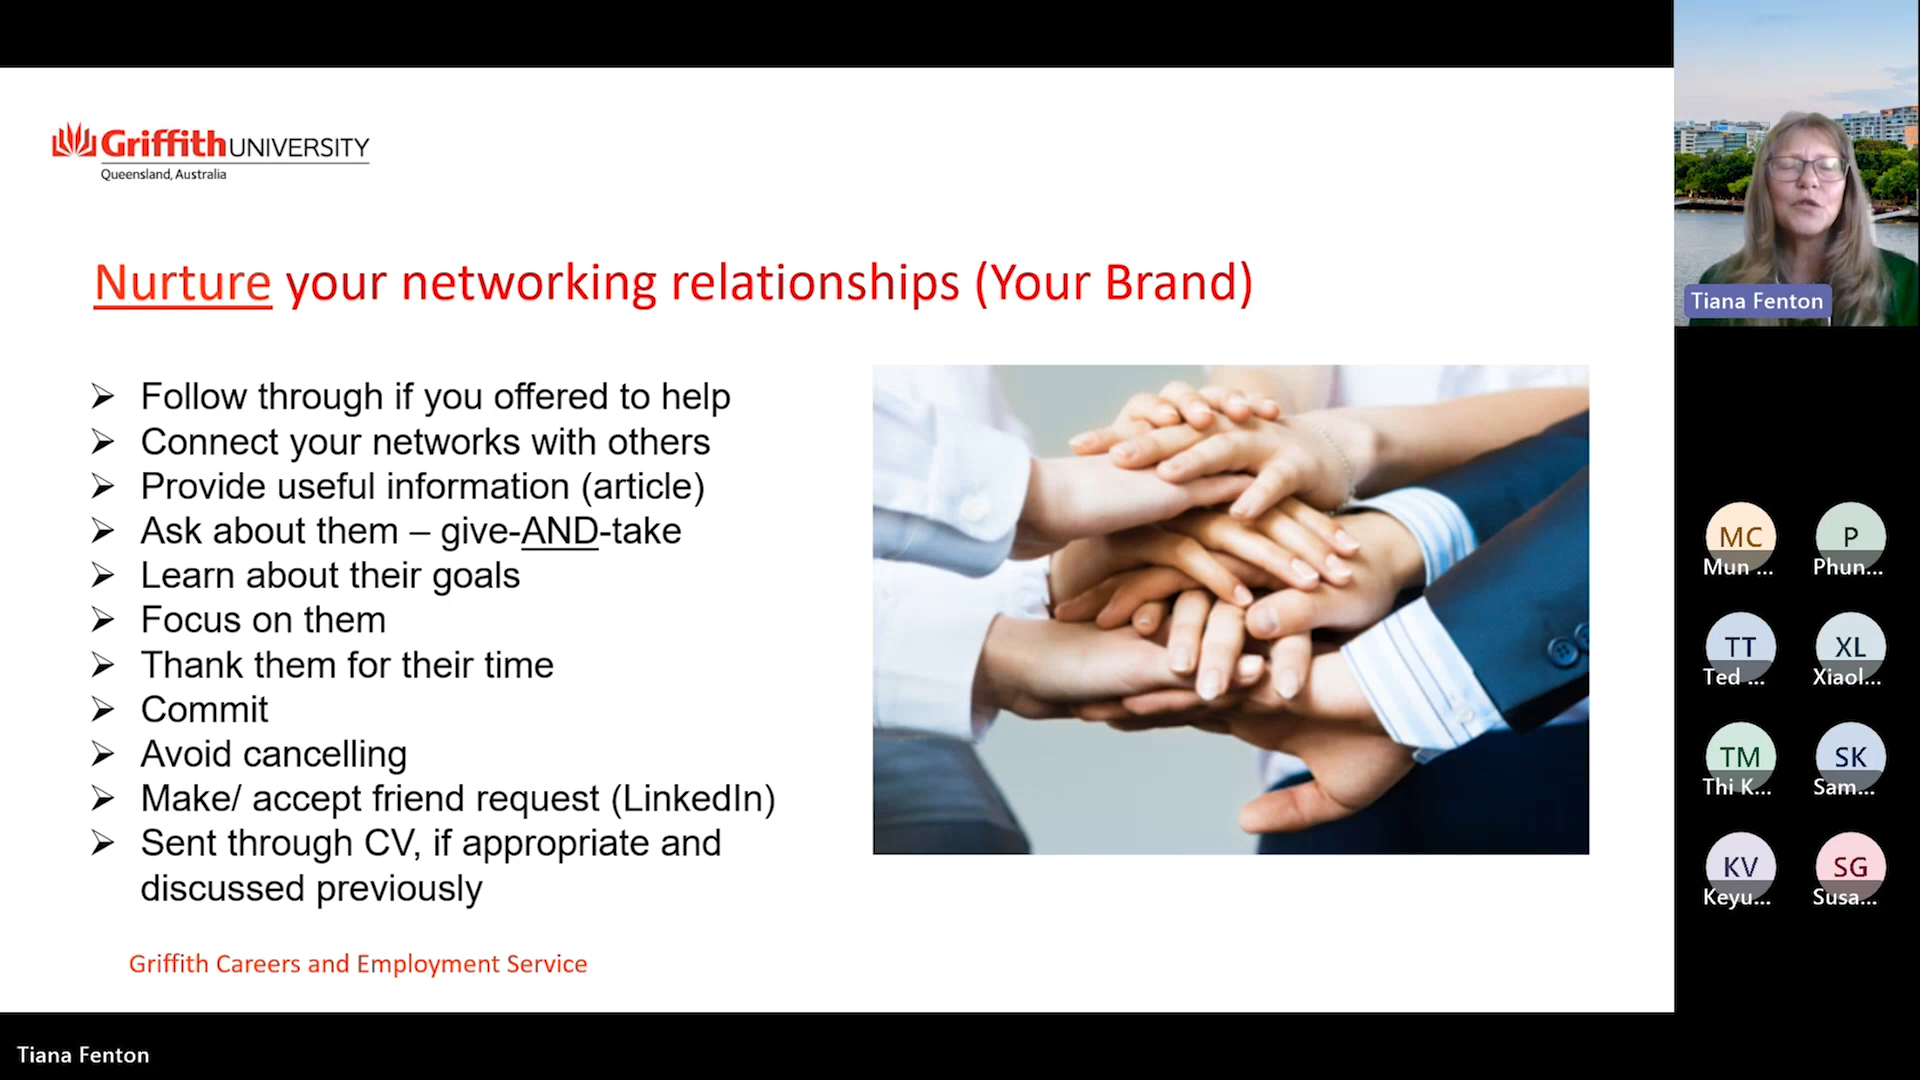 Griffith UNIVERSITY
Queensland, Australia
Nurture your networking relationships (Your Brand)
Follow through if you offered to help
Connect your networks with others
Provide useful information (article)
Ask about them – give-AND-take
Learn about their goals
Focus on them
Thank them for their time
Commit
Avoid cancelling
Make/ accept friend request (LinkedIn)
Sent through CV, if appropriate and
discussed previously
Griffith Careers and Employment Service
Tiana Fenton
Tiana Fenton
MC
Mun ...
P
Phun...
TT
Ted ...
XL
Xiaol...
TM
Thi K...
SK
Sam...
KV
Keyu...
SG
Susa...